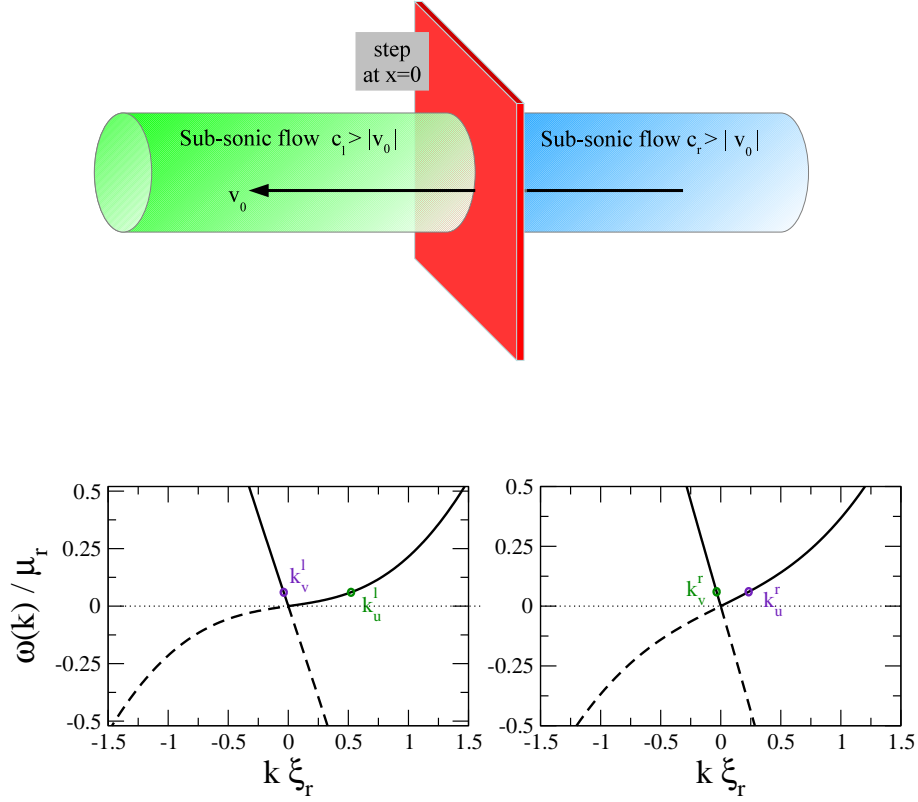 step
at x=0
Sub-sonic flow c_l > |v_0|
Sub-sonic flow c_r > | v_0|
v_0
ω(k) / μ_r
0.5
0.25
0
-0.25
-0.5
k_v^l
k_u^l
-1.5 -1 -0.5 0 0.5 1 1.5
k ξ_r
0.5
0.25
0
-0.25
-0.5
k_v^r
k_u^r
-1.5 -1 -0.5 0 0.5 1 1.5
k ξ_r